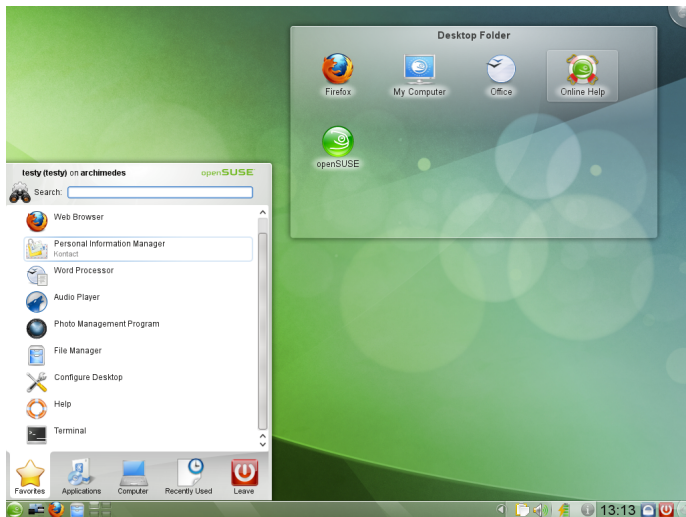 Desktop Folder
Firefox
My Computer
Office
Online Help
openSUSE
testy (testy) on archimedes
openSUSE
Search:
Web Browser
Personal Information Manager
Kontact
Word Processor
Audio Player
Photo Management Program
File Manager
Configure Desktop
Help
Terminal
Favorites
Applications
Computer
Recently Used
Leave
13:13